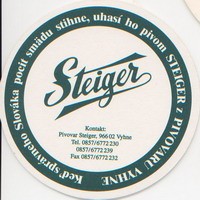 Keď správneho Slováka pocit smädu stihne, uhasí ho pivom STEIGER z PIVOVARU VYHNE
Steiger
Kontakt:
Pivovar Steiger, 966 02 Vyhne
Tel. 0857/6772 230
0857/6772 239
Fax 0857/6772 232